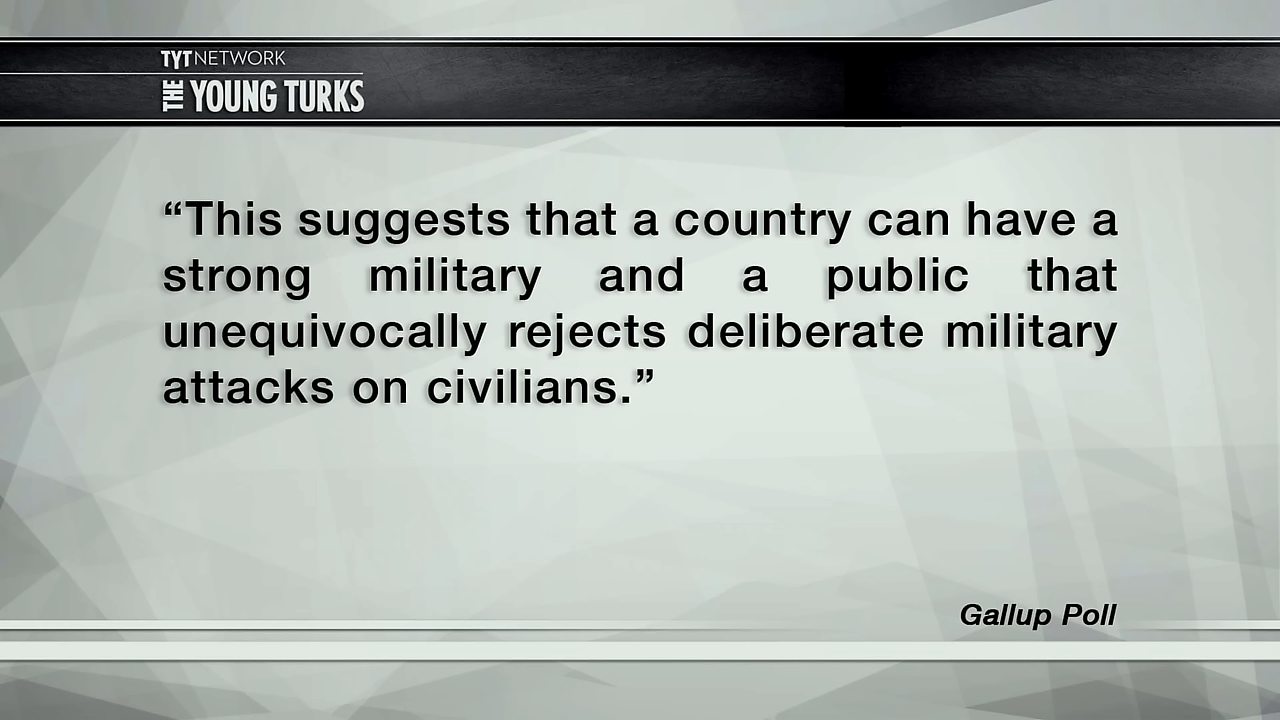 TYT NETWORK
THE YOUNG TURKS
“This suggests that a country can have a
strong military and a public that
unequivocally rejects deliberate military
attacks on civilians.”
Gallup Poll